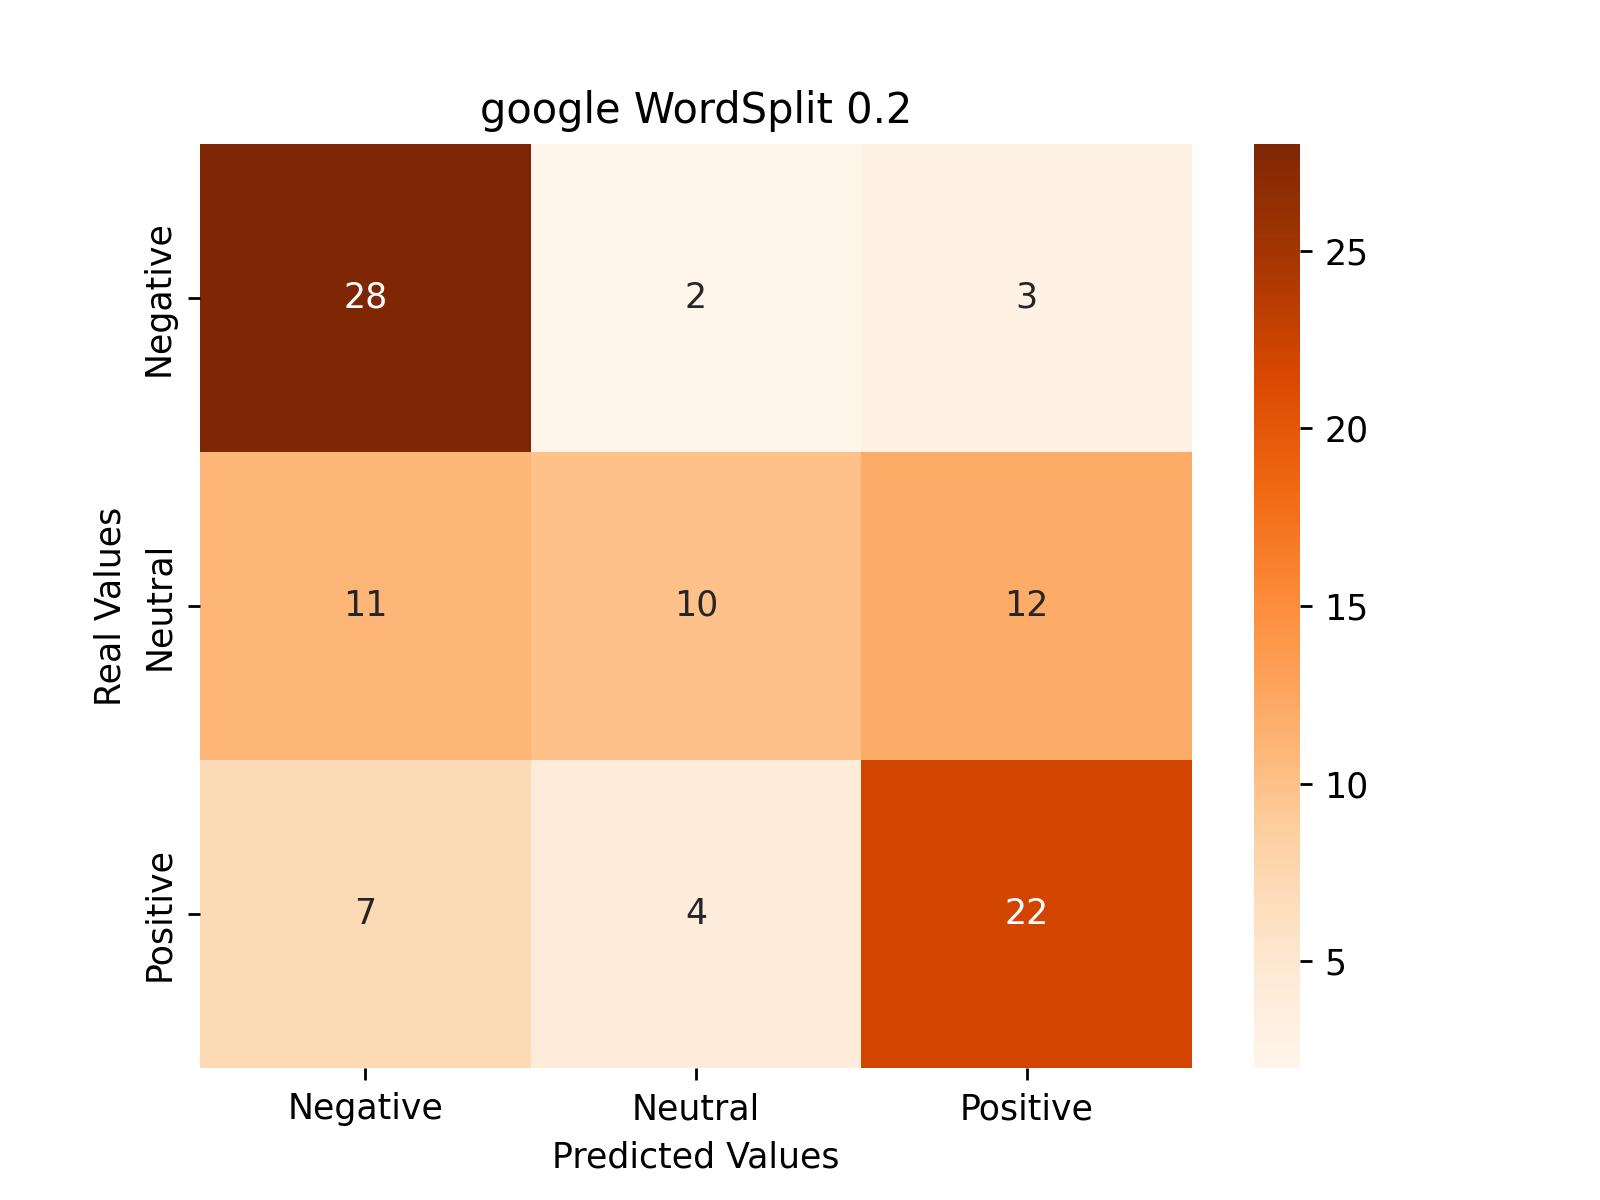 google WordSplit 0.2
Negative
28
2
3
25
20
Real Values
Neutral
11
10
12
15
10
Positive
7
4
22
5
Negative
Neutral
Positive
Predicted Values